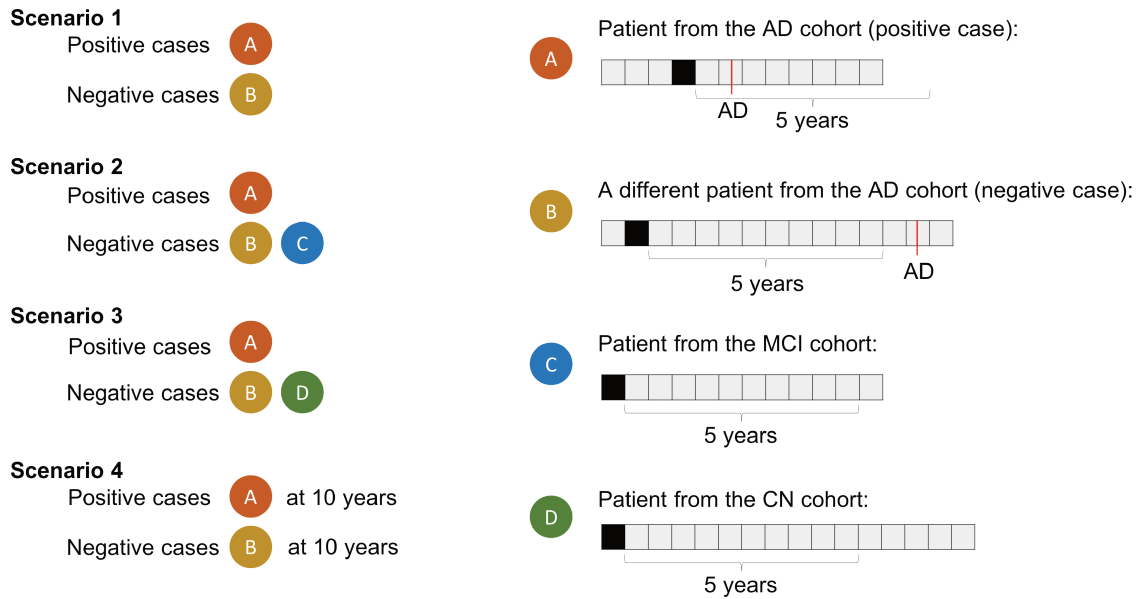 Scenario 1
Positive cases A
Negative cases B
Scenario 2
Positive cases A
Negative cases B C
Scenario 3
Positive cases A
Negative cases B D
Scenario 4
Positive cases A at 10 years
Negative cases B at 10 years
A Patient from the AD cohort (positive case):
AD
5 years
B A different patient from the AD cohort (negative case):
5 years
AD
C Patient from the MCI cohort:
5 years
D Patient from the CN cohort:
5 years